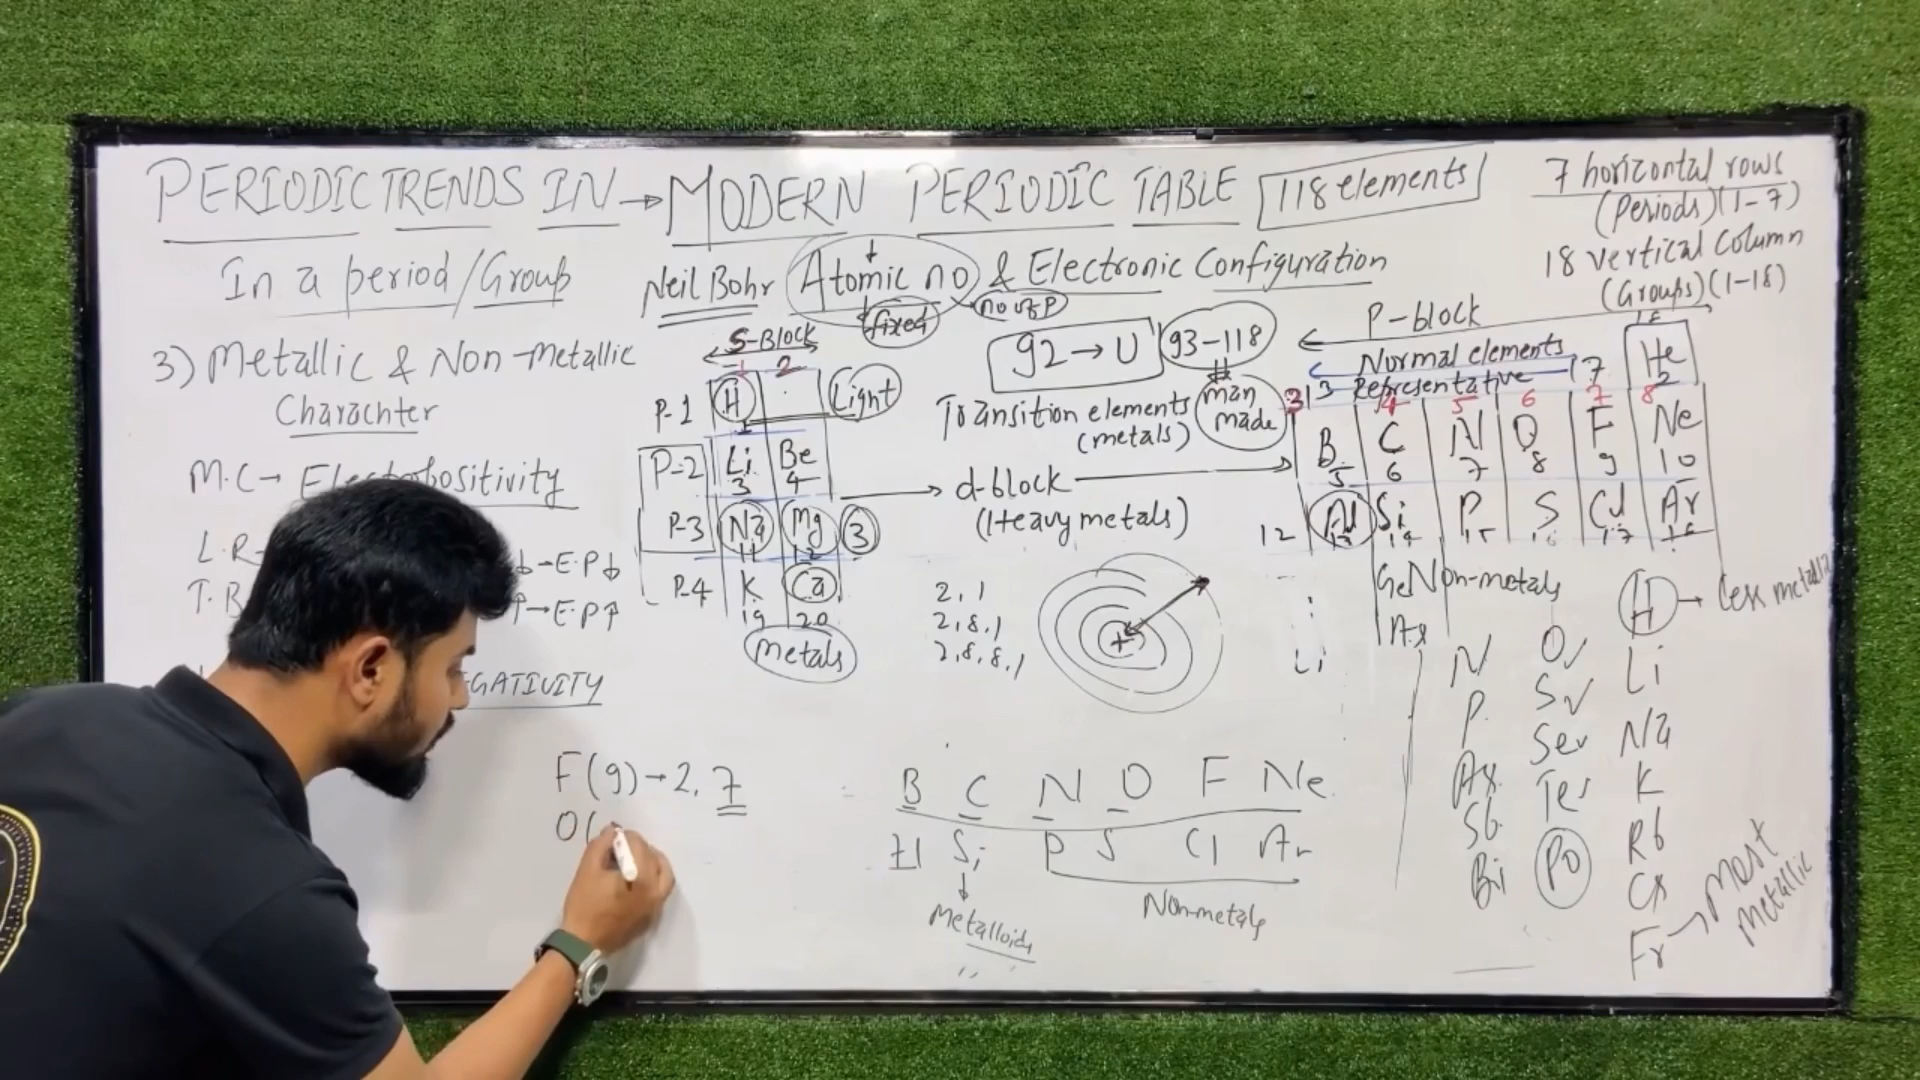 PERIODIC TRENDS IN → MODERN PERIODIC TABLE 118 elements
In a period/Group
Neil Bohr Atomic no & Electronic Configuration
fixed no of P
7 horizontal rows
(Periods)(1-7)
18 vertical Column
(Groups)(1-18)
3) Metallic & Non-metallic
Charachter
M.C → Electropositivity
L.R
↓→E.P↓
T.B
↑→E.P↑
EGATIVITY
F(9)→2,7
O(
S-Block
1 2
P-1 H Light
1
P-2 Li Be
3 4
P-3 Na Mg 3
11 12
P-4 K Ca
19 20
metals
92→U 93-118
man
made
Transition elements
(metals)
d-block
(Heavy metals)
2,1
2,8,1
2,8,8,1
+
P-block
18
Normal elements 17 He
Representative 2
13
3 4 5 6 7 8
B C N O F Ne
5 6 7 8 9 10
12 Al Si P S Cl Ar
13 14 15 16 17 18
Ge Non-metals
As
Li
N O H → less metalli
P S Li
As Se Na
Sb Te K
Bi Po Rb
Cs
Fr → most
metallic
B C N O F Ne
Al Si P S Cl Ar
Metalloids
Non-metals